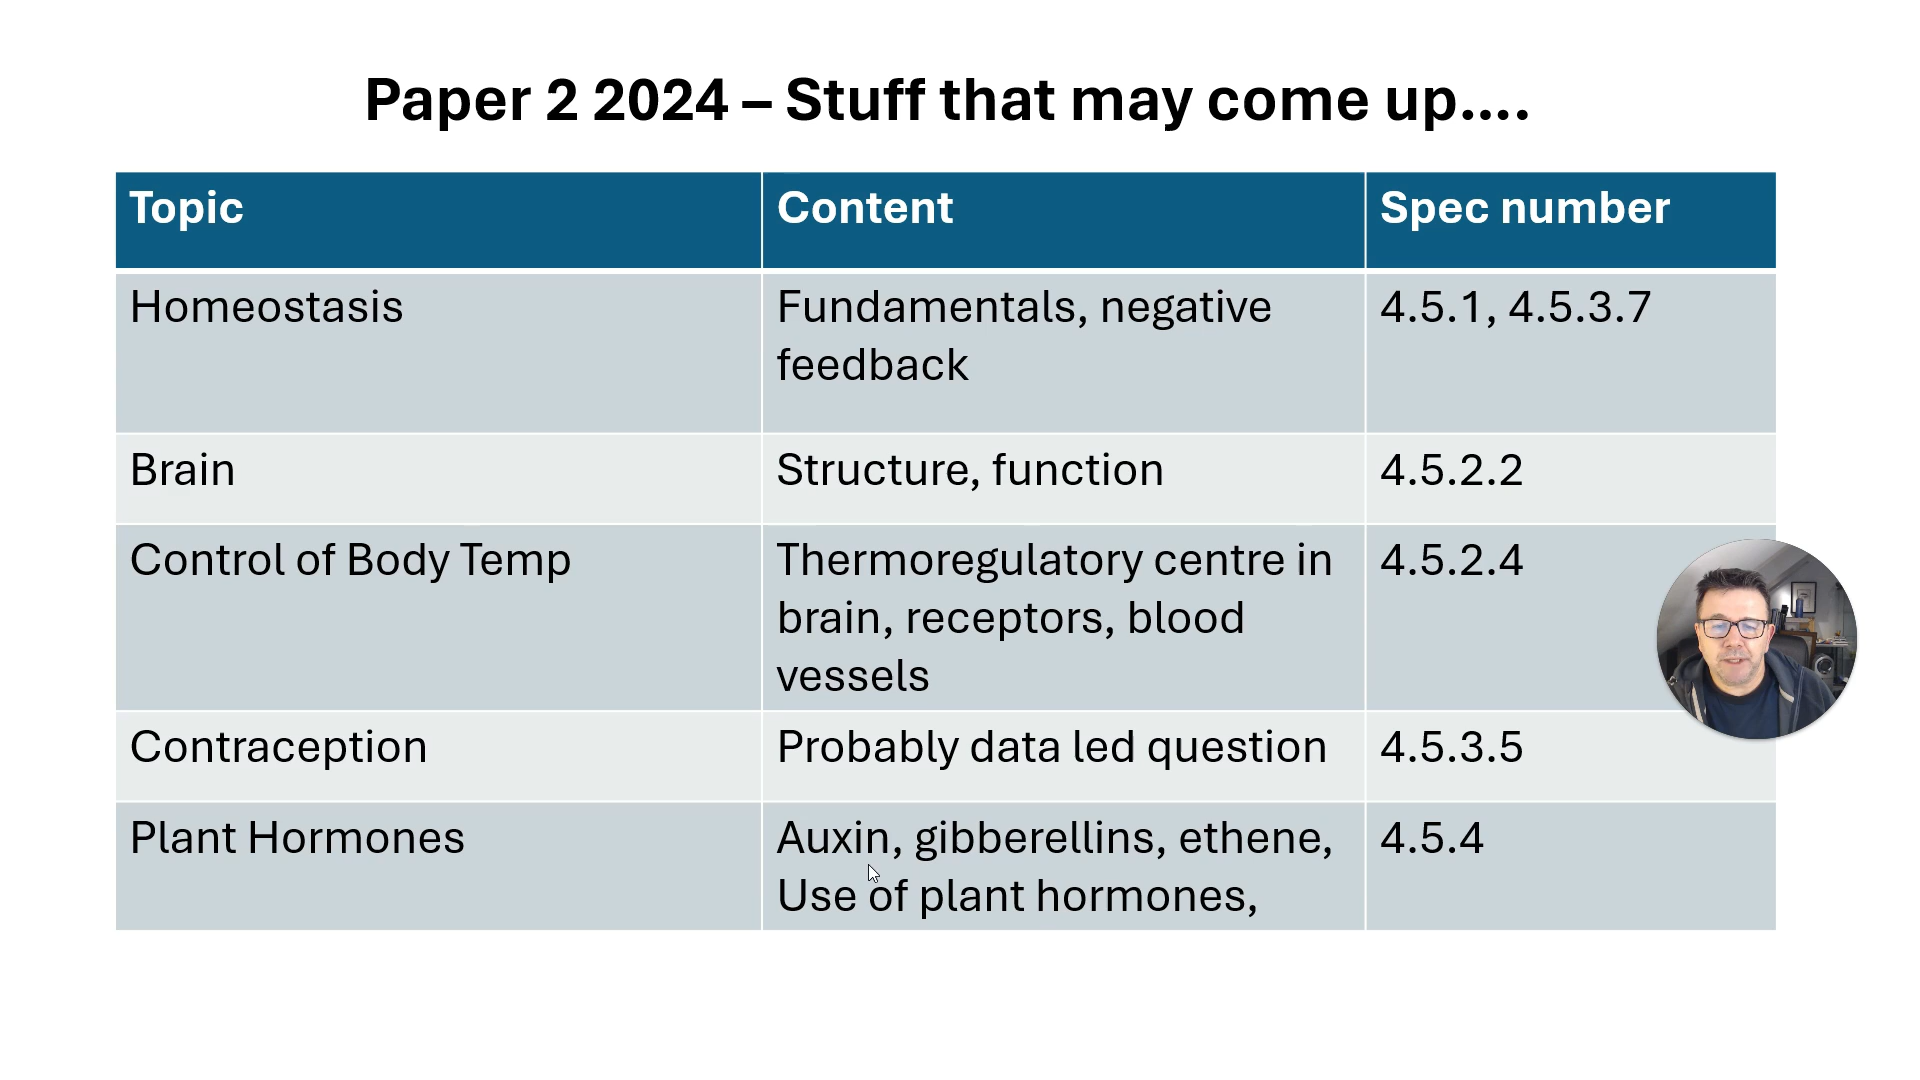 Paper 2 2024 – Stuff that may come up....
Topic Content Spec number
Homeostasis Fundamentals, negative 4.5.1, 4.5.3.7
feedback
Brain Structure, function 4.5.2.2
Control of Body Temp Thermoregulatory centre in 4.5.2.4
brain, receptors, blood
vessels
Contraception Probably data led question 4.5.3.5
Plant Hormones Auxin, gibberellins, ethene, 4.5.4
Use of plant hormones,